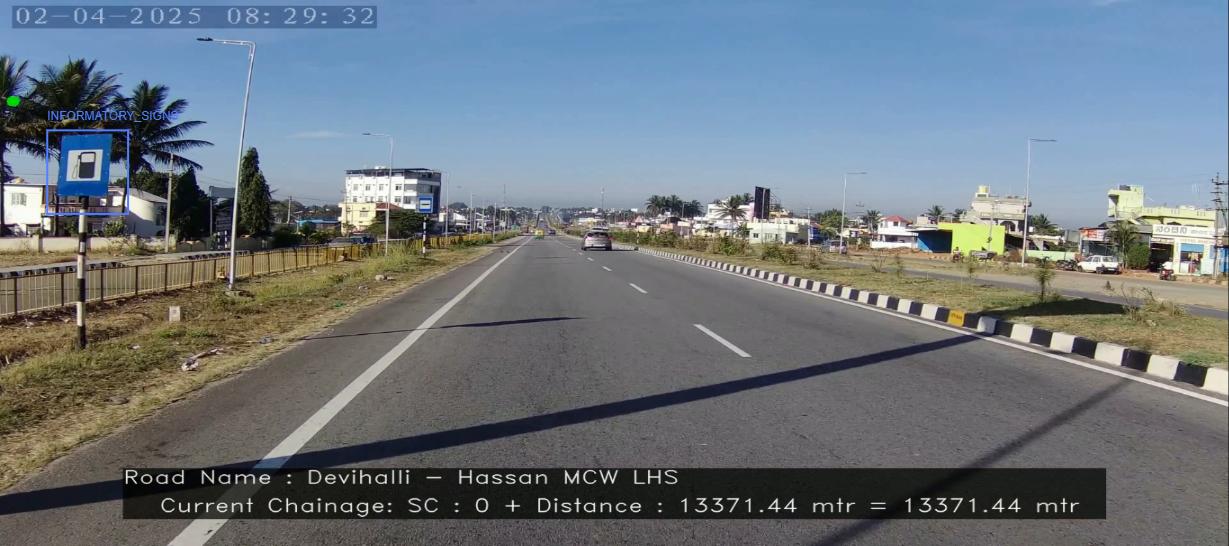 02-04-2025 08:29:32
INFORMATORY_SIGNS
Road Name : Devihalli - Hassan MCW LHS
Current Chainage: SC : 0 + Distance : 13371.44 mtr = 13371.44 mtr